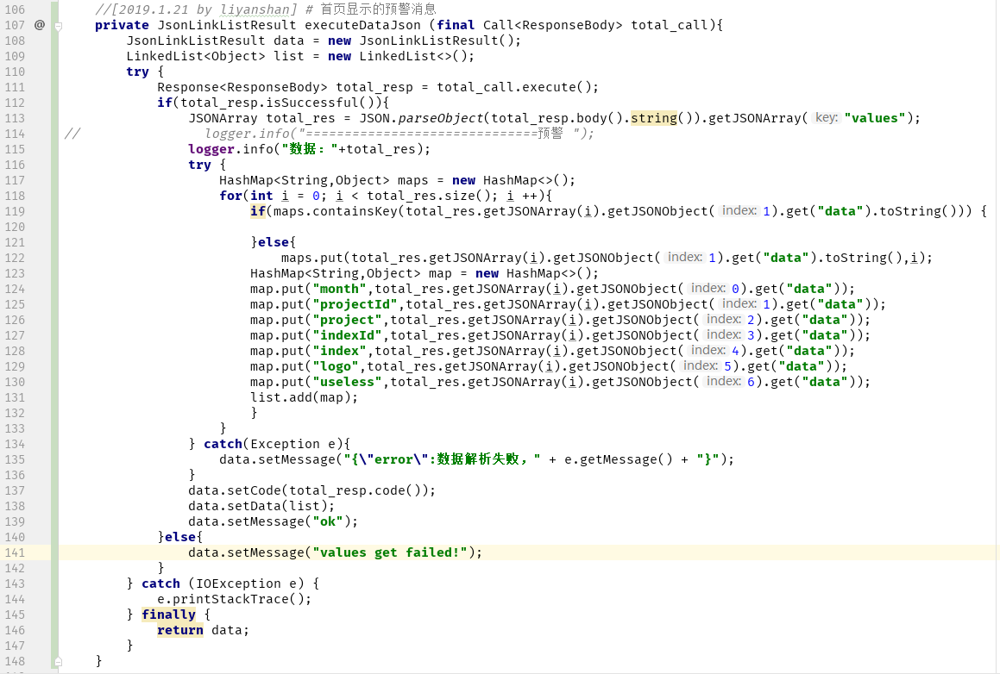 106 //[2019.1.21 by liyanshan] # 首页显示的预警消息
107 @ private JsonLinkListResult executeDataJson (final Call<ResponseBody> total_call){
108 JsonLinkListResult data = new JsonLinkListResult();
109 LinkedList<Object> list = new LinkedList<>();
110 try {
111 Response<ResponseBody> total_resp = total_call.execute();
112 if(total_resp.isSuccessful()){
113 JSONArray total_res = JSON.parseObject(total_resp.body().string()).getJSONArray( key: "values");
114 // logger.info("==============================预警 ");
115 logger.info("数据："+total_res);
116 try {
117 HashMap<String,Object> maps = new HashMap<>();
118 for(int i = 0; i < total_res.size(); i ++){
119 if(maps.containsKey(total_res.getJSONArray(i).getJSONObject( index: 1).get("data").toString())) {
120
121 }else{
122 maps.put(total_res.getJSONArray(i).getJSONObject( index: 1).get("data").toString(),i);
123 HashMap<String,Object> map = new HashMap<>();
124 map.put("month",total_res.getJSONArray(i).getJSONObject( index: 0).get("data"));
125 map.put("projectId",total_res.getJSONArray(i).getJSONObject( index: 1).get("data"));
126 map.put("project",total_res.getJSONArray(i).getJSONObject( index: 2).get("data"));
127 map.put("indexId",total_res.getJSONArray(i).getJSONObject( index: 3).get("data"));
128 map.put("index",total_res.getJSONArray(i).getJSONObject( index: 4).get("data"));
129 map.put("logo",total_res.getJSONArray(i).getJSONObject( index: 5).get("data"));
130 map.put("useless",total_res.getJSONArray(i).getJSONObject( index: 6).get("data"));
131 list.add(map);
132 }
133 }
134 } catch(Exception e){
135 data.setMessage("{\"error\":数据解析失败，" + e.getMessage() + "}");
136 }
137 data.setCode(total_resp.code());
138 data.setData(list);
139 data.setMessage("ok");
140 }else{
141 data.setMessage("values get failed!");
142 }
143 } catch (IOException e) {
144 e.printStackTrace();
145 } finally {
146 return data;
147 }
148 }